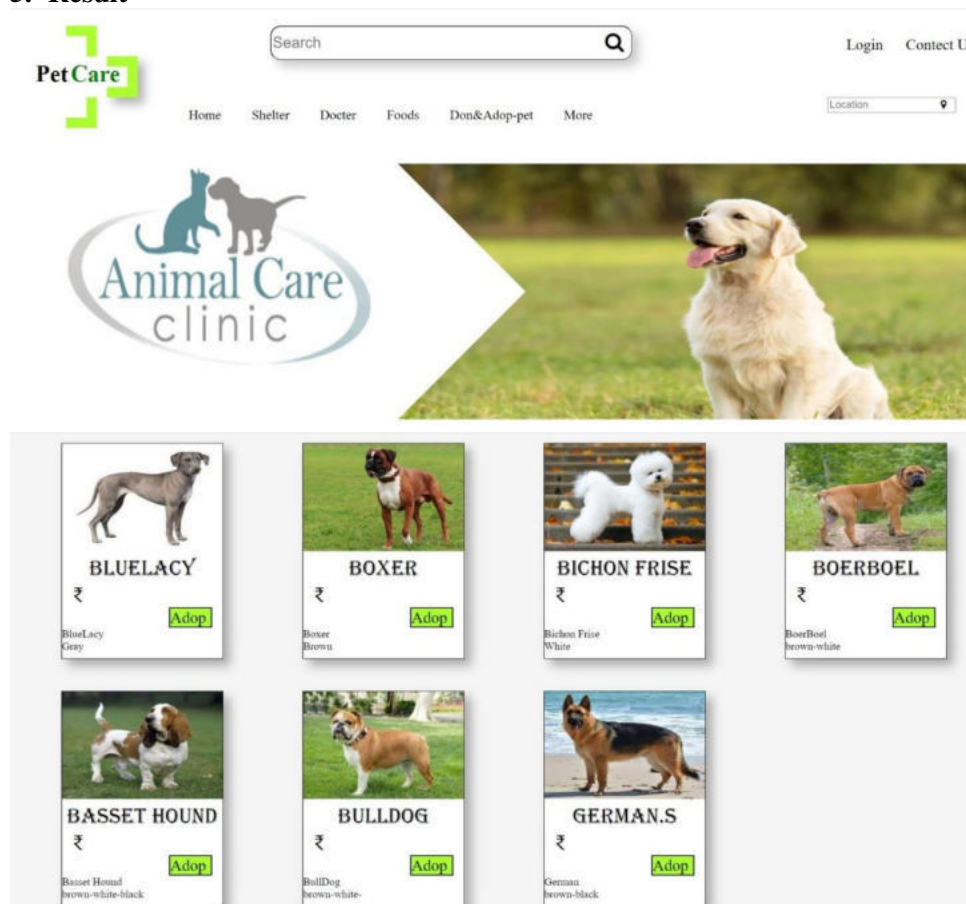 3. Result
Search
Login Contect U
Pet Care
Location
Home Shelter Docter Foods Don&Adop-pet More
Animal Care
clinic
BLUELACY BOXER BICHON FRISE BOERBOEL
₹ ₹ ₹ ₹
Adop Adop Adop Adop
BlueLacy Boxer Bichon Frise BoerBoel
Gray Brown White brown-white
BASSET HOUND BULLDOG GERMAN.S
₹ ₹ ₹
Adop Adop Adop
Basset Hound BullDog German
brown-white-black brown-white- brown-black